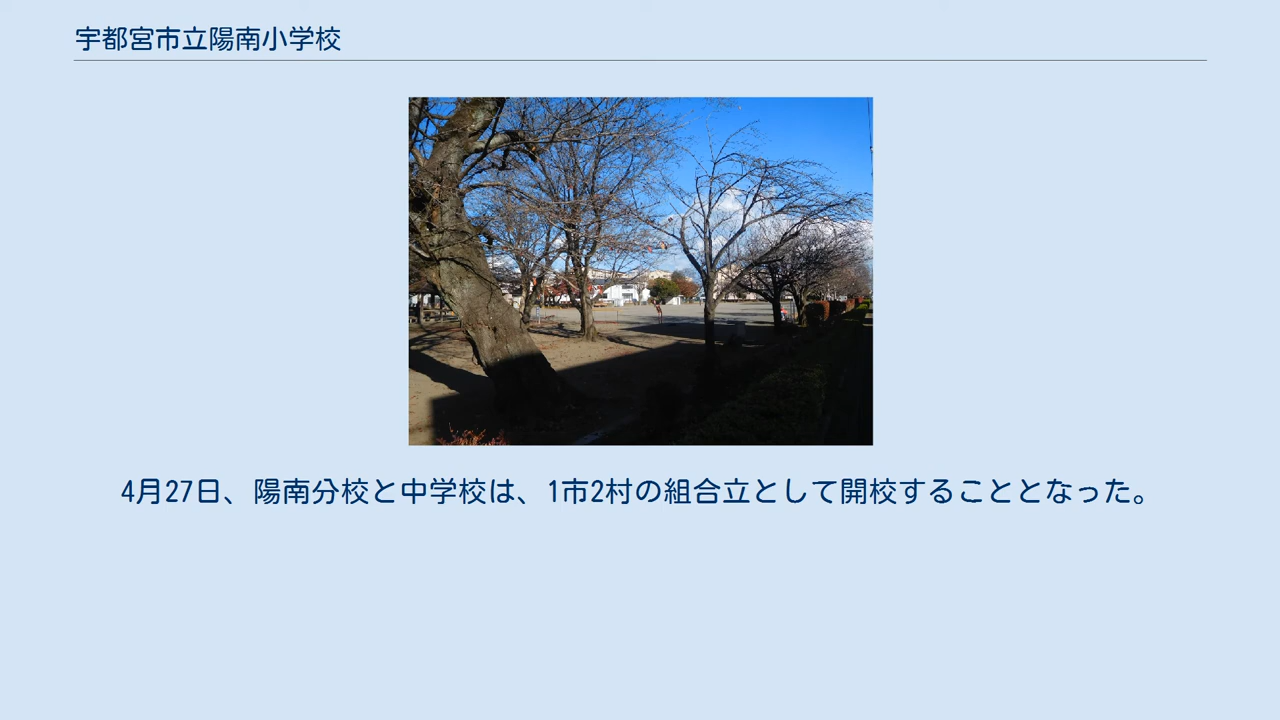 宇都宮市立陽南小学校
4月27日、陽南分校と中学校は、1市2村の組合立として開校することとなった。